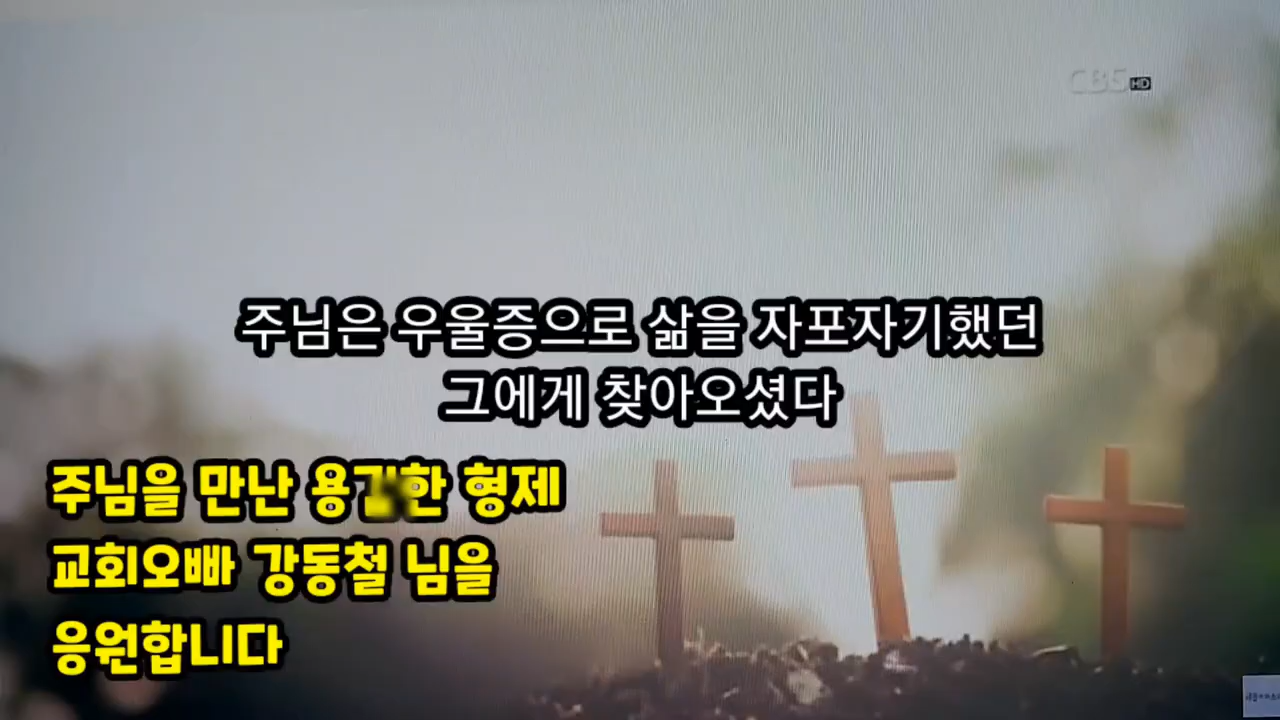 CBS HD
주님은 우울증으로 삶을 자포자기했던
그에게 찾아오셨다
주님을 만난 형제
교회오빠 강동철 님을
응원합니다